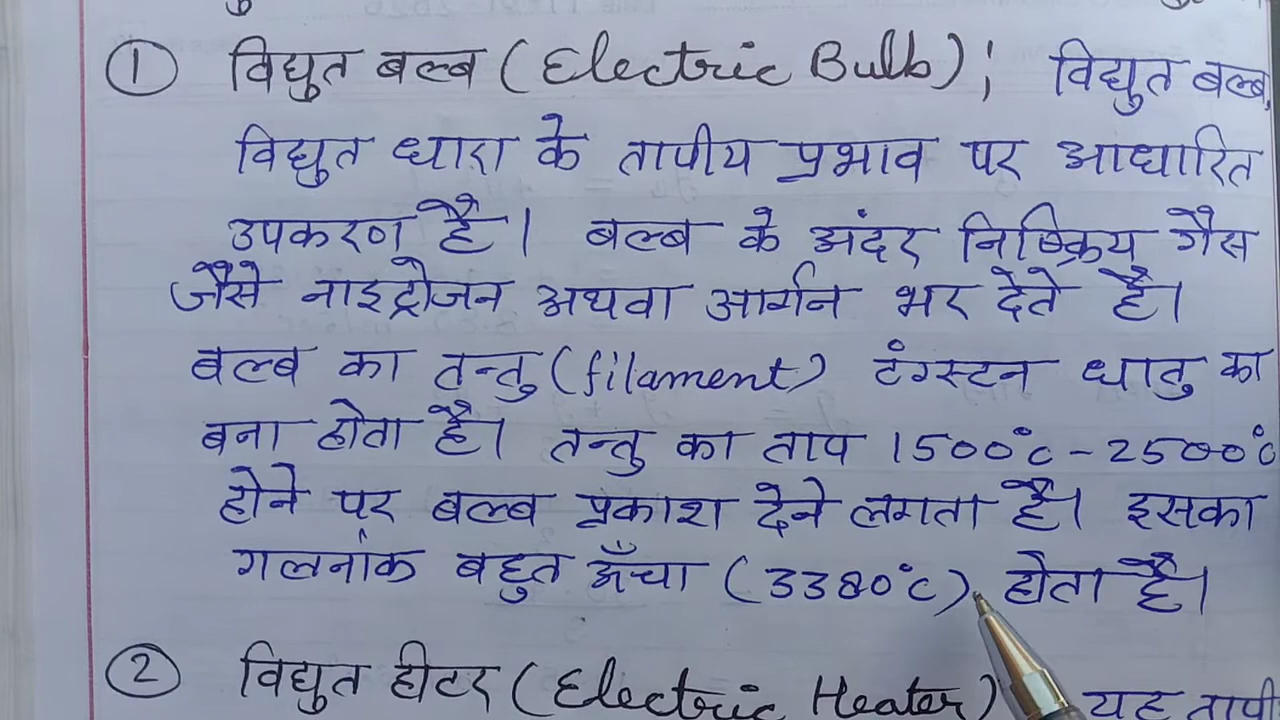 ① विद्युत बल्ब (Electric Bulb); विद्युत बल्ब,
विद्युत धारा के तापीय प्रभाव पर आधारित
उपकरण है। बल्ब के अंदर निष्क्रिय गैस
जैसे नाइट्रोजन अथवा आर्गन भर देते है।
बल्ब का तन्तु (filament) टंगस्टन धातु का
बना होता है। तन्तु का ताप 1500°c - 2500°c
होने पर बल्ब प्रकाश देने लगता है। इसका
गलनांक बहुत ऊँचा (3380°c) होता है।
② विद्युत हीटर (Electric Heater) यह तापी